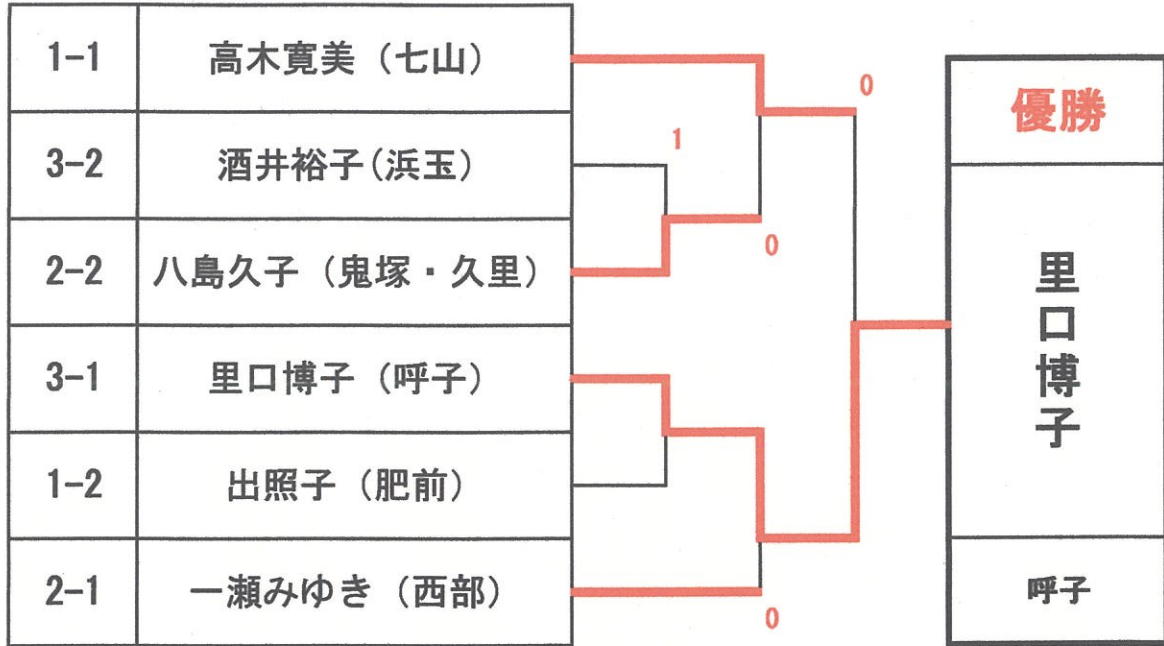 1-1 高木寛美（七山）
3-2 酒井裕子(浜玉）
2-2 八島久子（鬼塚・久里）
3-1 里口博子（呼子）
1-2 出照子（肥前）
2-1 一瀬みゆき（西部）
1
0
0
0
優勝
里口博子
呼子